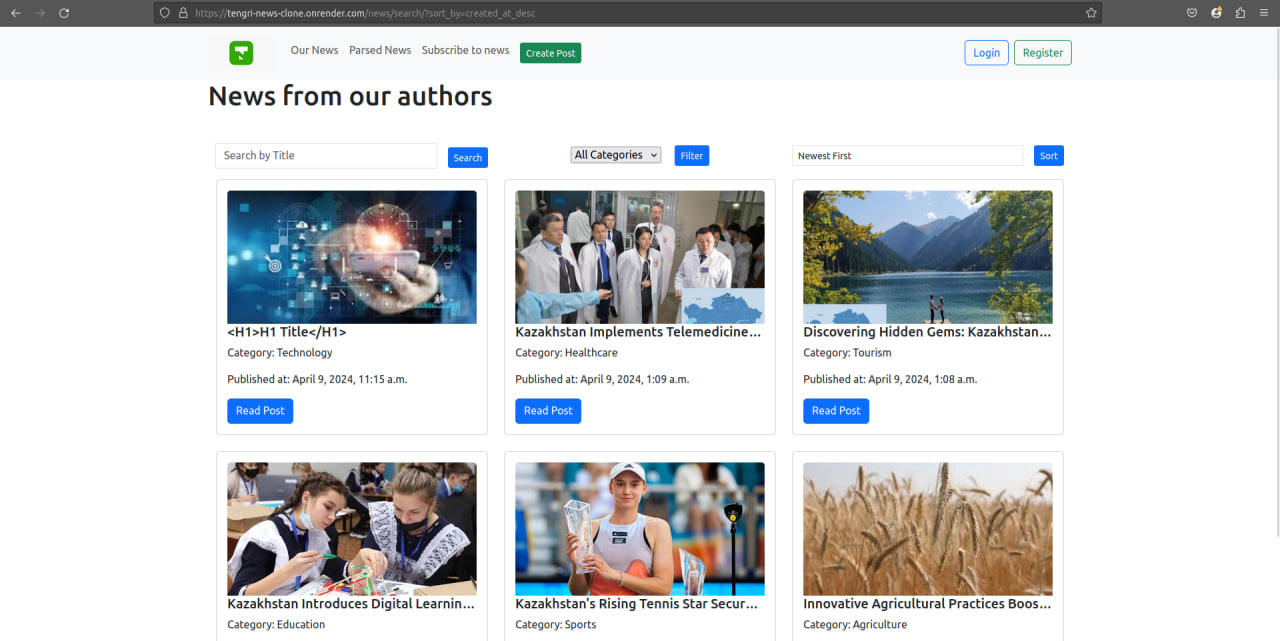 https://tengri-news-clone.onrender.com/news/search/?sort_by=created_at_desc
Our News Parsed News Subscribe to news Create Post Login Register
News from our authors
Search by Title Search All Categories Filter Newest First Sort
<H1>H1 Title</H1>
Category: Technology
Published at: April 9, 2024, 11:15 a.m.
Read Post
Kazakhstan Implements Telemedicine...
Category: Healthcare
Published at: April 9, 2024, 1:09 a.m.
Read Post
Discovering Hidden Gems: Kazakhstan...
Category: Tourism
Published at: April 9, 2024, 1:08 a.m.
Read Post
Kazakhstan Introduces Digital Learnin...
Category: Education
Kazakhstan's Rising Tennis Star Secur...
Category: Sports
Innovative Agricultural Practices Boos...
Category: Agriculture